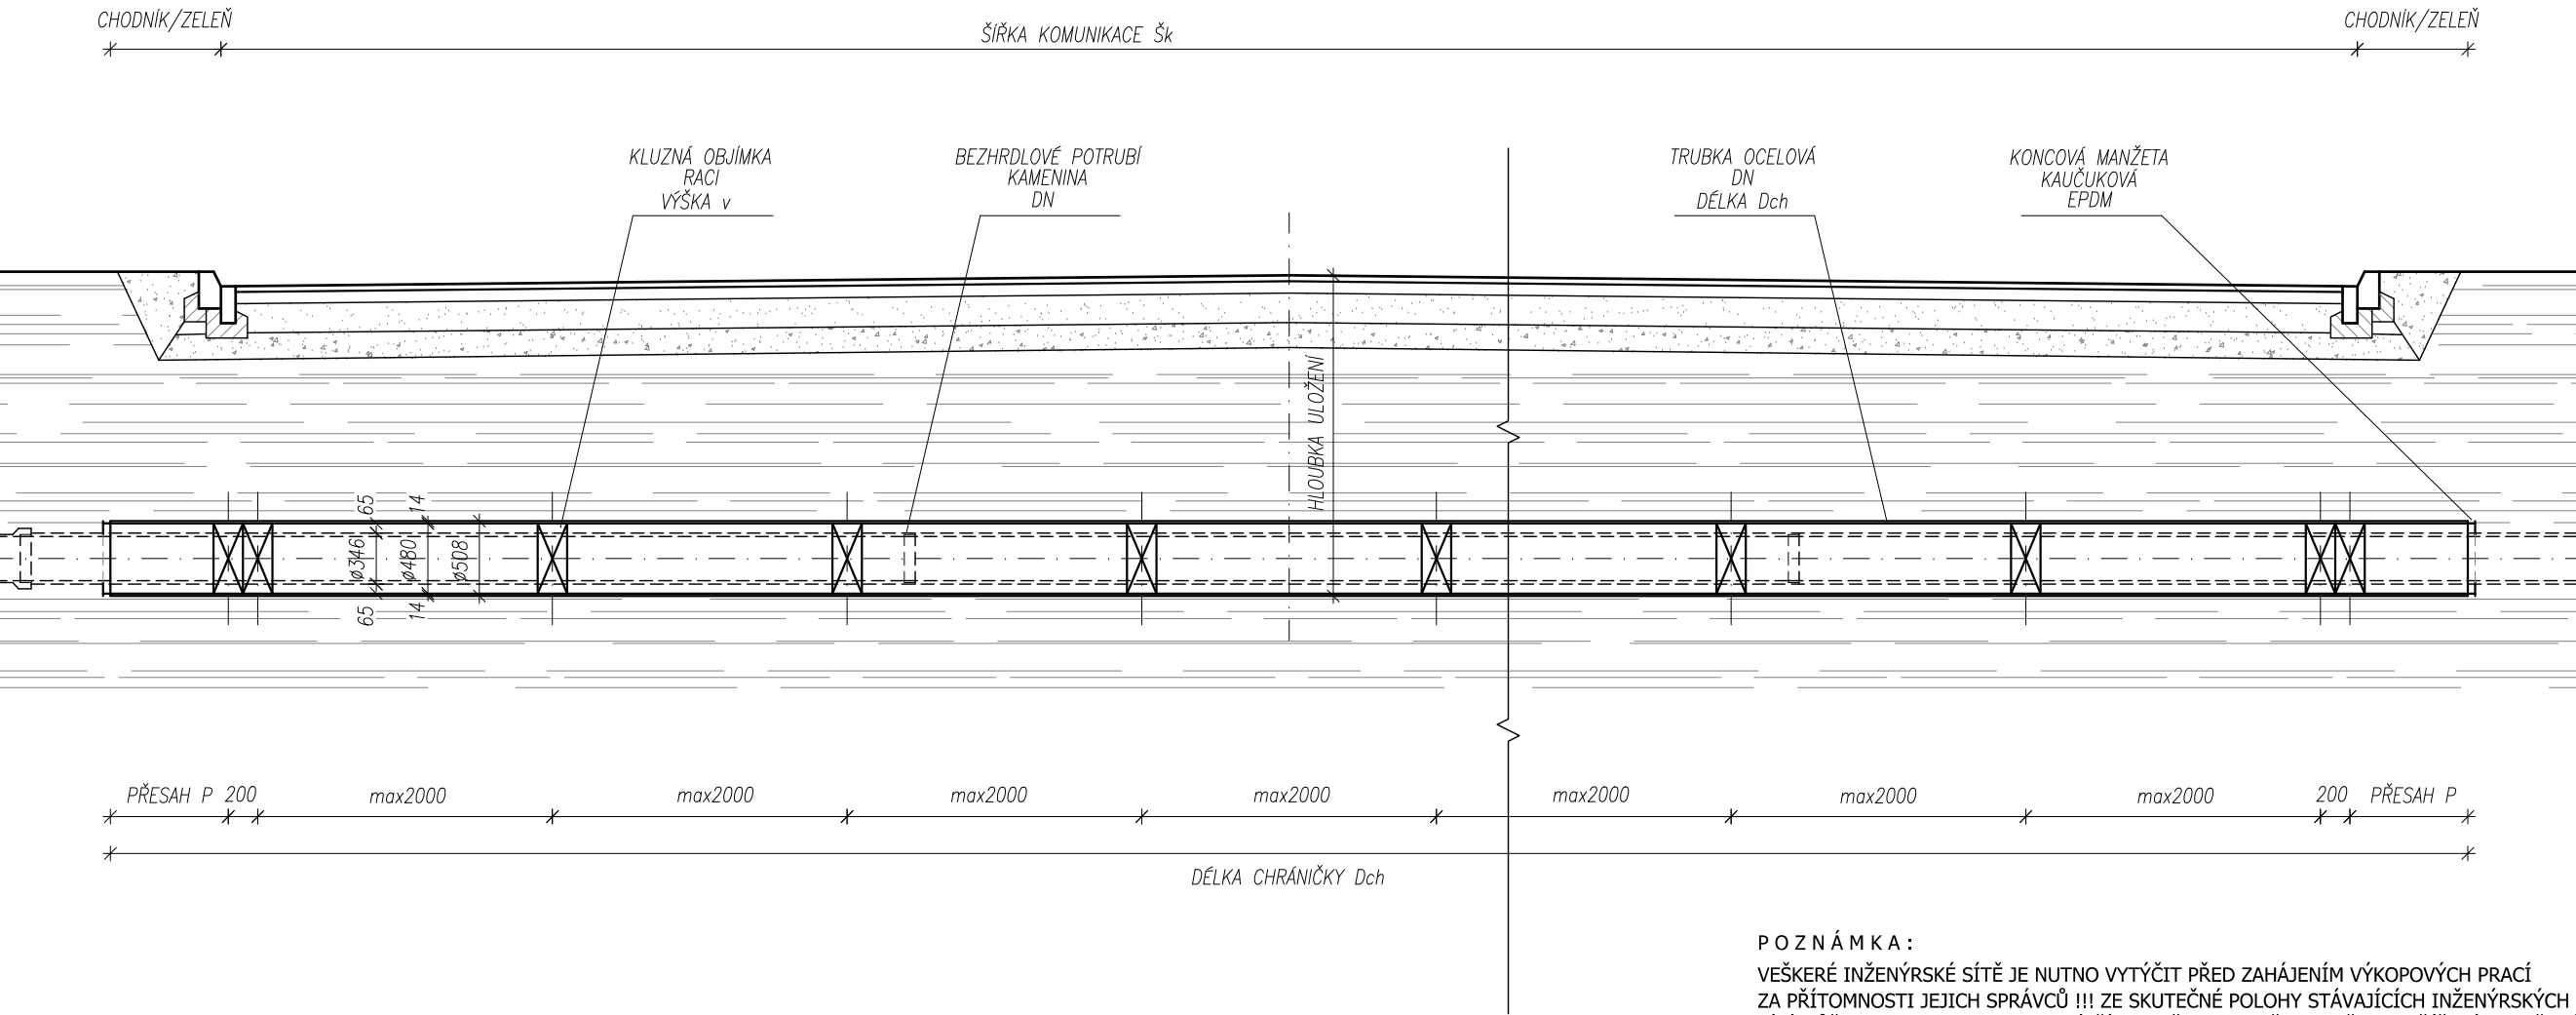 CHODNÍK/ZELEŇ
ŠÍŘKA KOMUNIKACE Šk
CHODNÍK/ZELEŇ
KLUZNÁ OBJÍMKA
RACI
VÝŠKA v
BEZHRDLOVÉ POTRUBÍ
KAMENINA
DN
TRUBKA OCELOVÁ
DN
DÉLKA Dch
KONCOVÁ MANŽETA
KAUČUKOVÁ
EPDM
HLOUBKA ULOŽENÍ
65
14
ø346
ø480
ø508
65
14
PŘESAH P
200
max2000
max2000
max2000
max2000
max2000
max2000
max2000
200
PŘESAH P
DÉLKA CHRÁNIČKY Dch
POZNÁMKA:
VEŠKERÉ INŽENÝRSKÉ SÍTĚ JE NUTNO VYTÝČIT PŘED ZAHÁJENÍM VÝKOPOVÝCH PRACÍ
ZA PŘÍTOMNOSTI JEJICH SPRÁVCŮ !!! ZE SKUTEČNÉ POLOHY STÁVAJÍCÍCH INŽENÝRSKÝCH